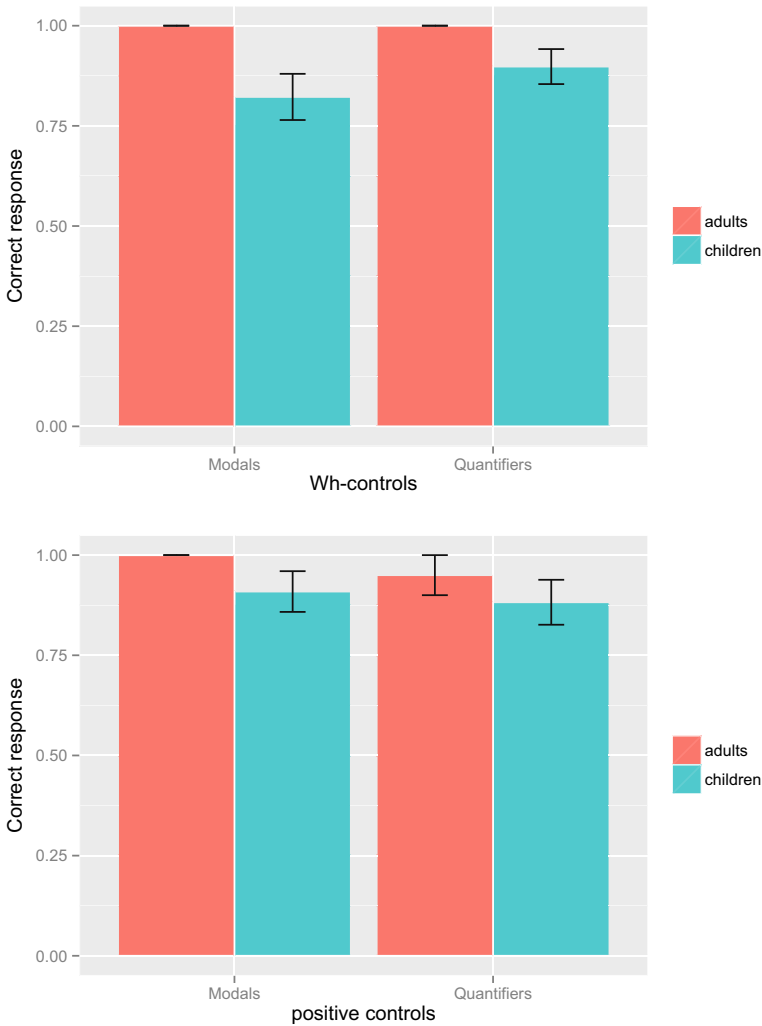 1.00
0.75
0.50
0.25
0.00
Correct response
Modals
Quantifiers
Wh-controls
adults
children
1.00
0.75
0.50
0.25
0.00
Correct response
Modals
Quantifiers
positive controls
adults
children